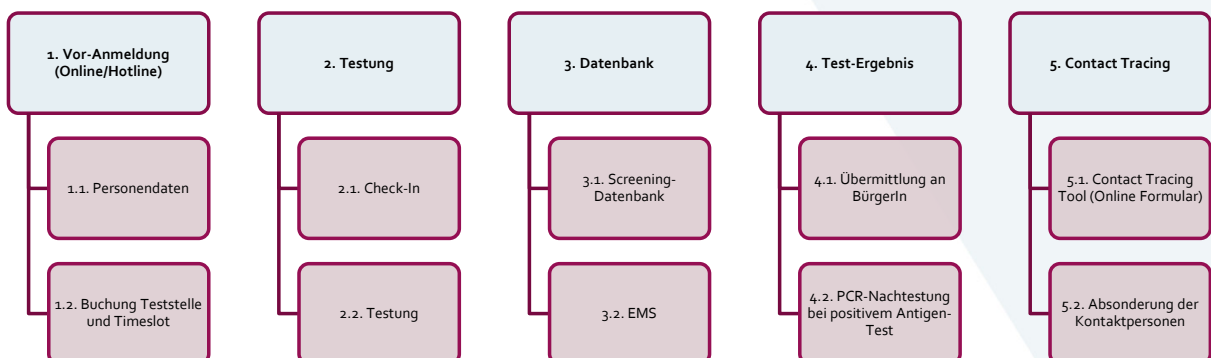 1. Vor-Anmeldung
(Online/Hotline)
1.1. Personendaten
1.2. Buchung Teststelle
und Timeslot
2. Testung
2.1. Check-In
2.2. Testung
3. Datenbank
3.1. Screening-
Datenbank
3.2. EMS
4. Test-Ergebnis
4.1. Übermittlung an
BürgerIn
4.2. PCR-Nachtestung
bei positivem Antigen-
Test
5. Contact Tracing
5.1. Contact Tracing
Tool (Online Formular)
5.2. Absonderung der
Kontaktpersonen